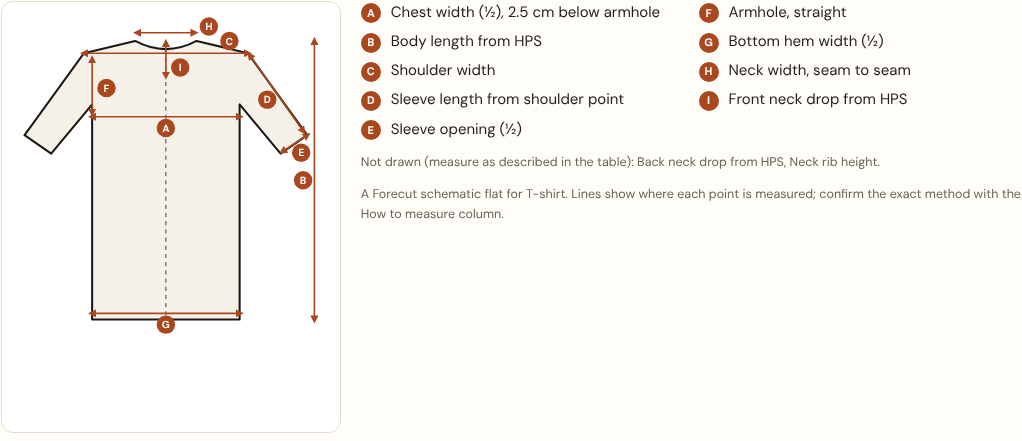 H
C
I
F
D
A
E
B
G
A Chest width (½), 2.5 cm below armhole
B Body length from HPS
C Shoulder width
D Sleeve length from shoulder point
E Sleeve opening (½)
F Armhole, straight
G Bottom hem width (½)
H Neck width, seam to seam
I Front neck drop from HPS
Not drawn (measure as described in the table): Back neck drop from HPS, Neck rib height.
A Forecut schematic flat for T-shirt. Lines show where each point is measured; confirm the exact method with the
How to measure column.